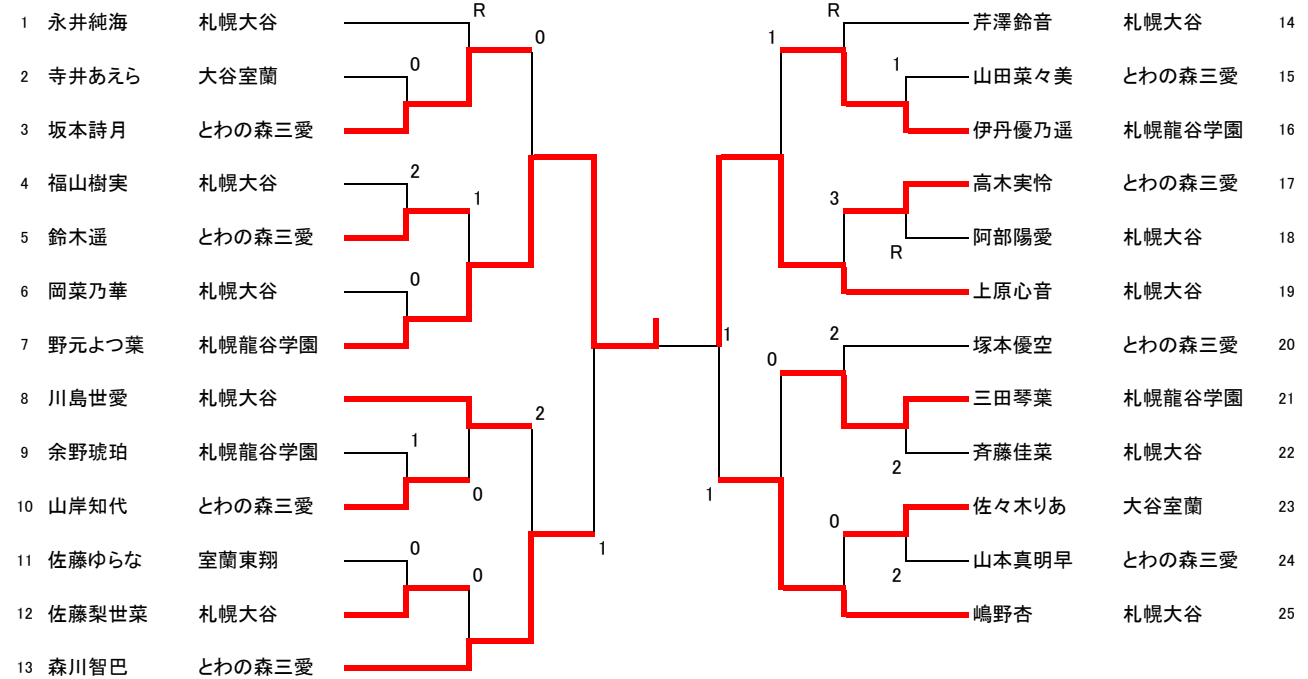 1 永井純海 札幌大谷 R
0
2 寺井あえら 大谷室蘭 0
3 坂本詩月 とわの森三愛
4 福山樹実 札幌大谷 2
1
5 鈴木遥 とわの森三愛
6 岡菜乃華 札幌大谷 0
7 野元よつ葉 札幌龍谷学園
8 川島世愛 札幌大谷
2
9 余野琥珀 札幌龍谷学園 1
10 山岸知代 とわの森三愛 0
11 佐藤ゆらな 室蘭東翔 0 1
0
12 佐藤梨世菜 札幌大谷
13 森川智巴 とわの森三愛
R 芹澤鈴音 札幌大谷 14
1
1 山田菜々美 とわの森三愛 15
伊丹優乃遥 札幌龍谷学園 16
高木実怜 とわの森三愛 17
3
阿部陽愛 札幌大谷 18
R
上原心音 札幌大谷 19
1 2 塚本優空 とわの森三愛 20
0
三田琴葉 札幌龍谷学園 21
斉藤佳菜 札幌大谷 22
2
1
佐々木りあ 大谷室蘭 23
0
山本真明早 とわの森三愛 24
2
嶋野杏 札幌大谷 25